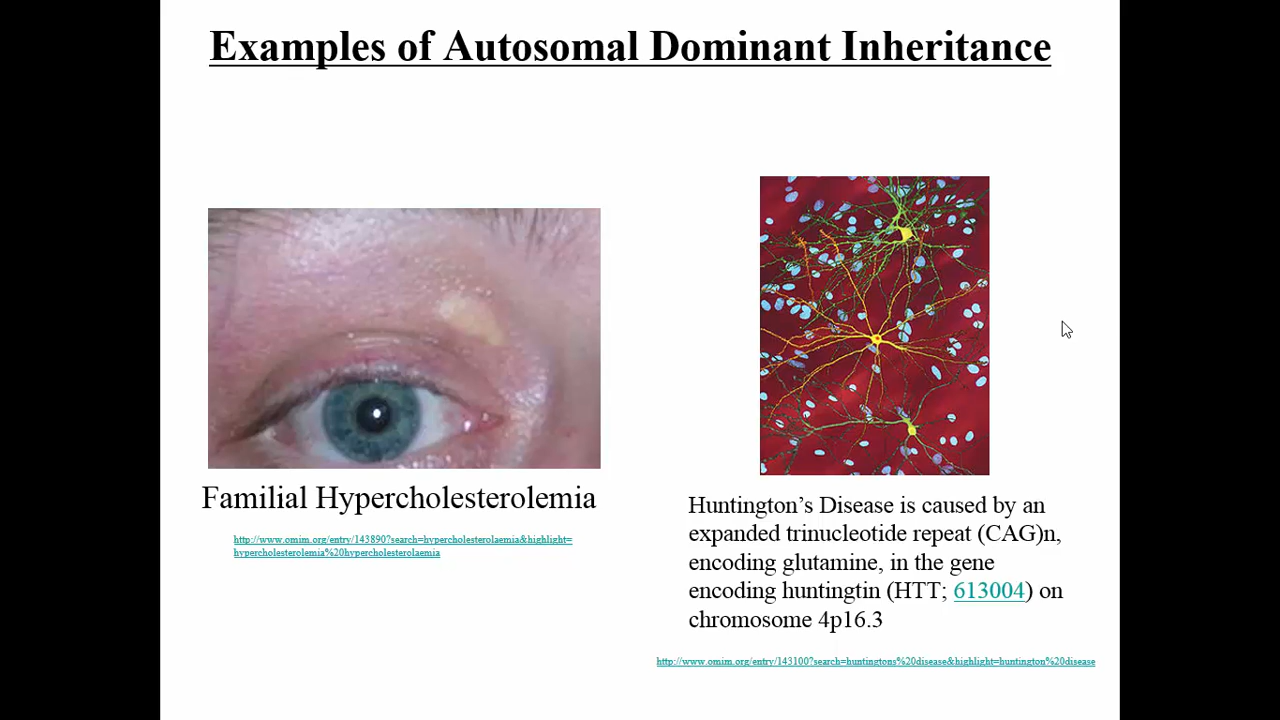 Examples of Autosomal Dominant Inheritance
Familial Hypercholesterolemia
http://www.omim.org/entry/143890?search=hypercholesterolaemia&highlight=
hypercholesterolemia%20hypercholesterolaemia
Huntington’s Disease is caused by an
expanded trinucleotide repeat (CAG)n,
encoding glutamine, in the gene
encoding huntingtin (HTT; 613004) on
chromosome 4p16.3
http://www.omim.org/entry/143100?search=huntingtons%20disease&highlight=huntington%20disease